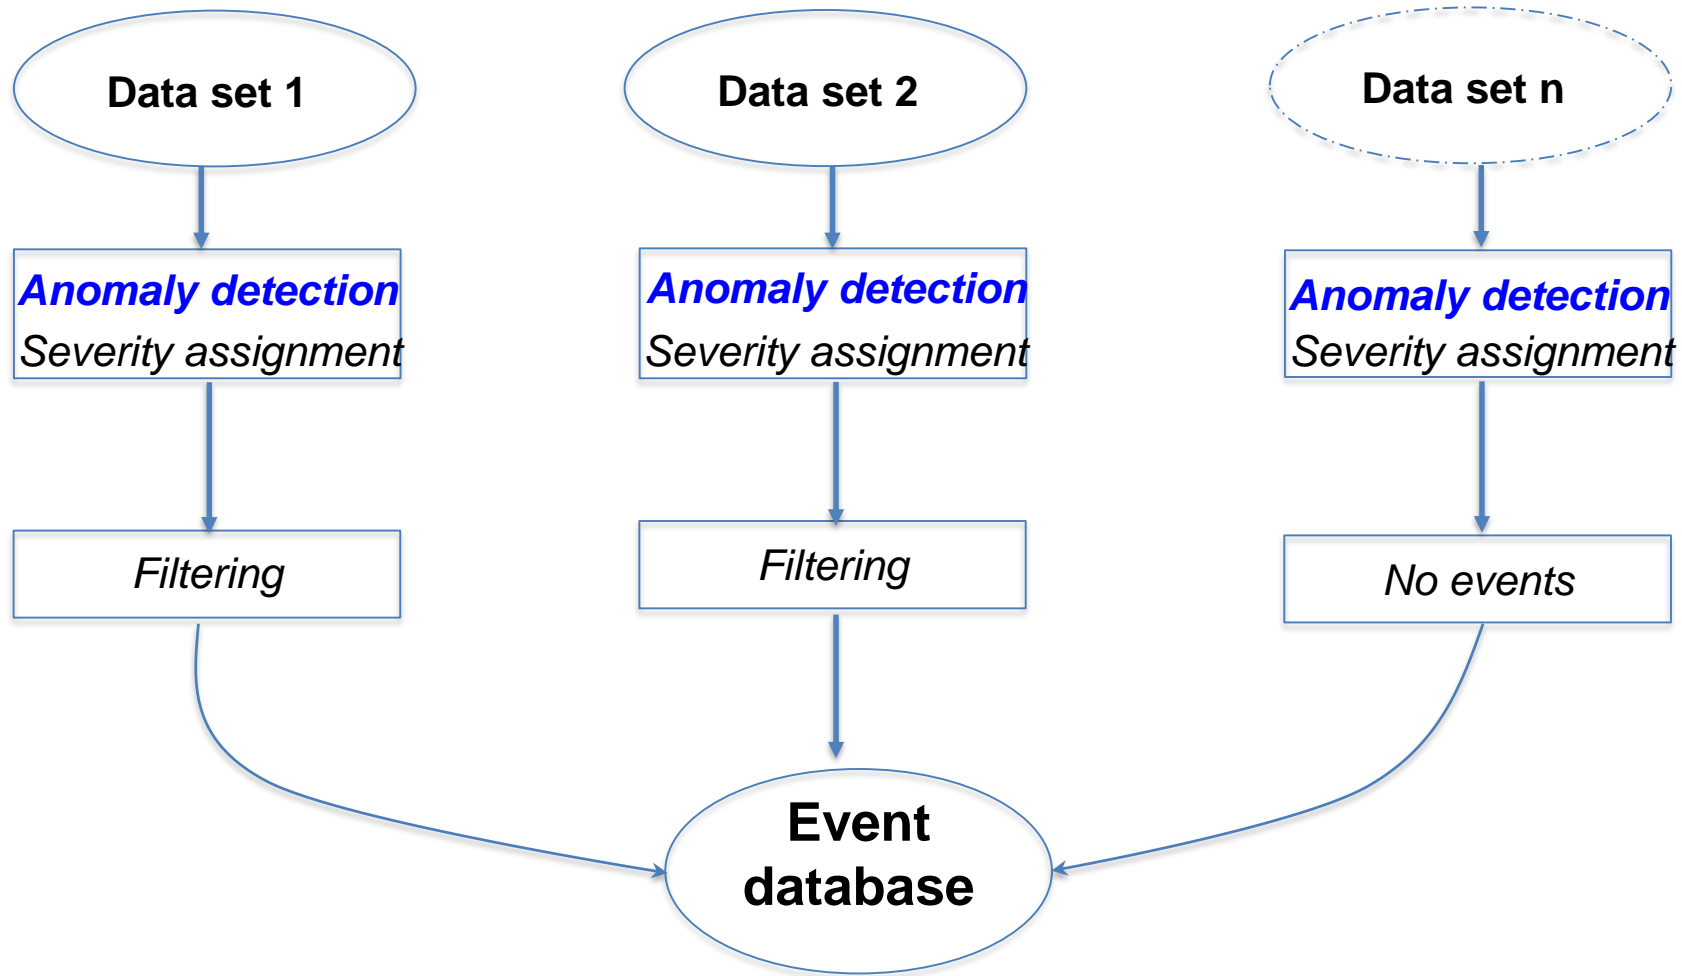 Data set 1
Data set 2
Data set n
Anomaly detection
Severity assignment
Anomaly detection
Severity assignment
Anomaly detection
Severity assignment
Filtering
Filtering
No events
Event
database